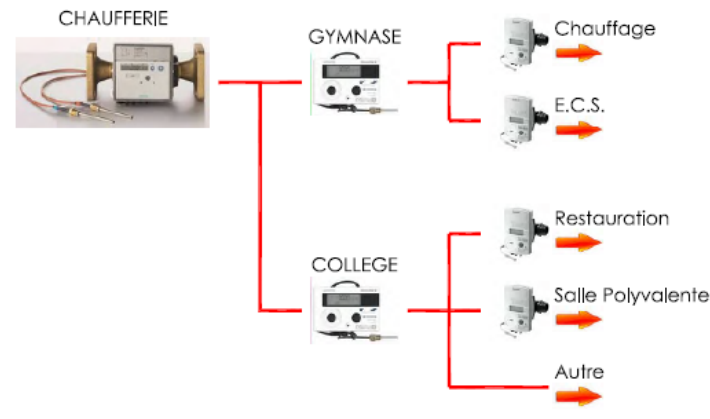 CHAUFFERIE
GYMNASE
Chauffage
E.C.S.
Restauration
COLLEGE
Salle Polyvalente
Autre